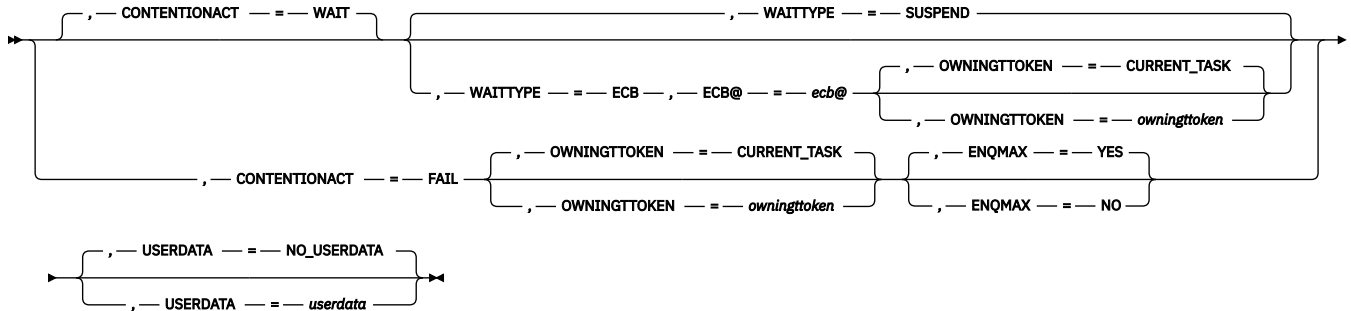 , CONTENTIONACT = WAIT
, WAITTYPE = SUSPEND
, WAITTYPE = ECB , ECB@ = ecb@
, OWNINGTTOKEN = CURRENT_TASK
, OWNINGTTOKEN = owningttoken
, CONTENTIONACT = FAIL
, OWNINGTTOKEN = CURRENT_TASK
, OWNINGTTOKEN = owningttoken
, ENQMAX = YES
, ENQMAX = NO
, USERDATA = NO_USERDATA
, USERDATA = userdata